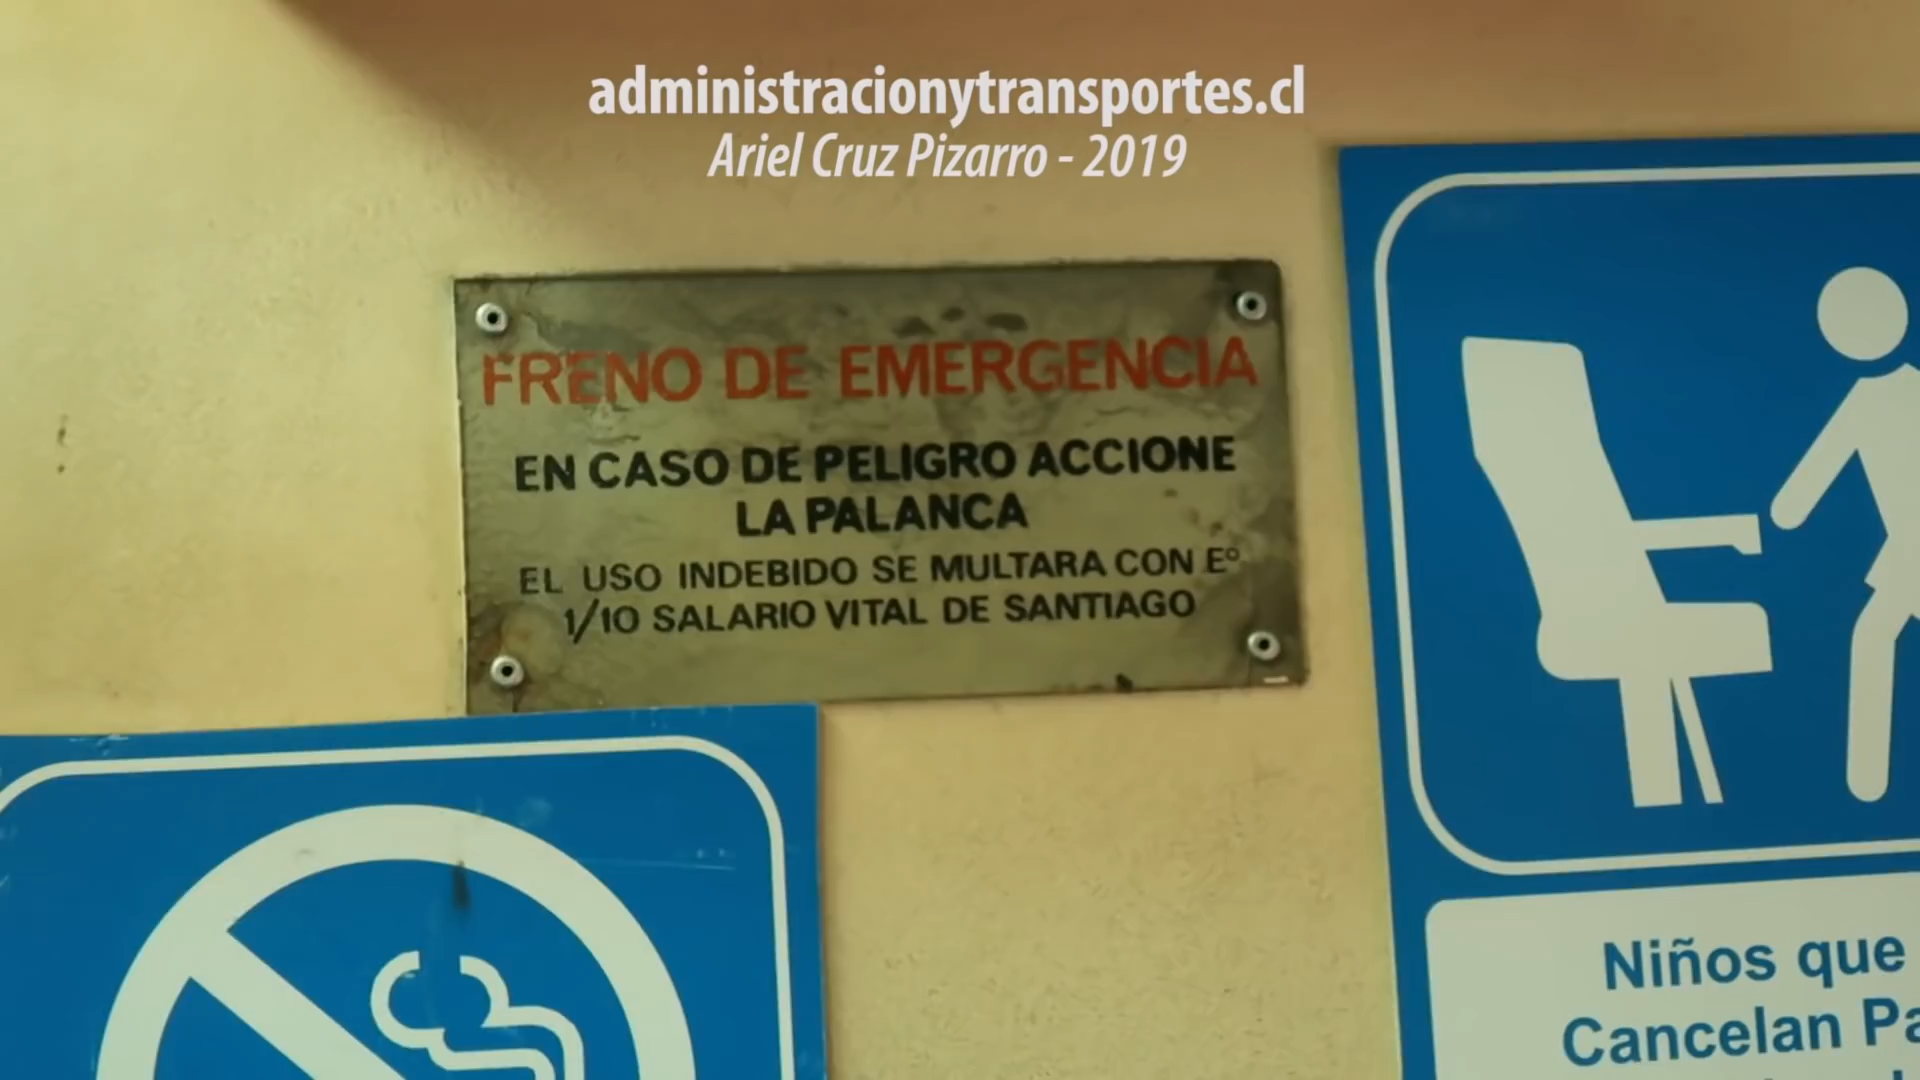 administracionytransportes.cl
Ariel Cruz Pizarro - 2019
FRENO DE EMERGENCIA
EN CASO DE PELIGRO ACCIONE
LA PALANCA
EL USO INDEBIDO SE MULTARA CON Eº
1/10 SALARIO VITAL DE SANTIAGO
Niños que
Cancelan